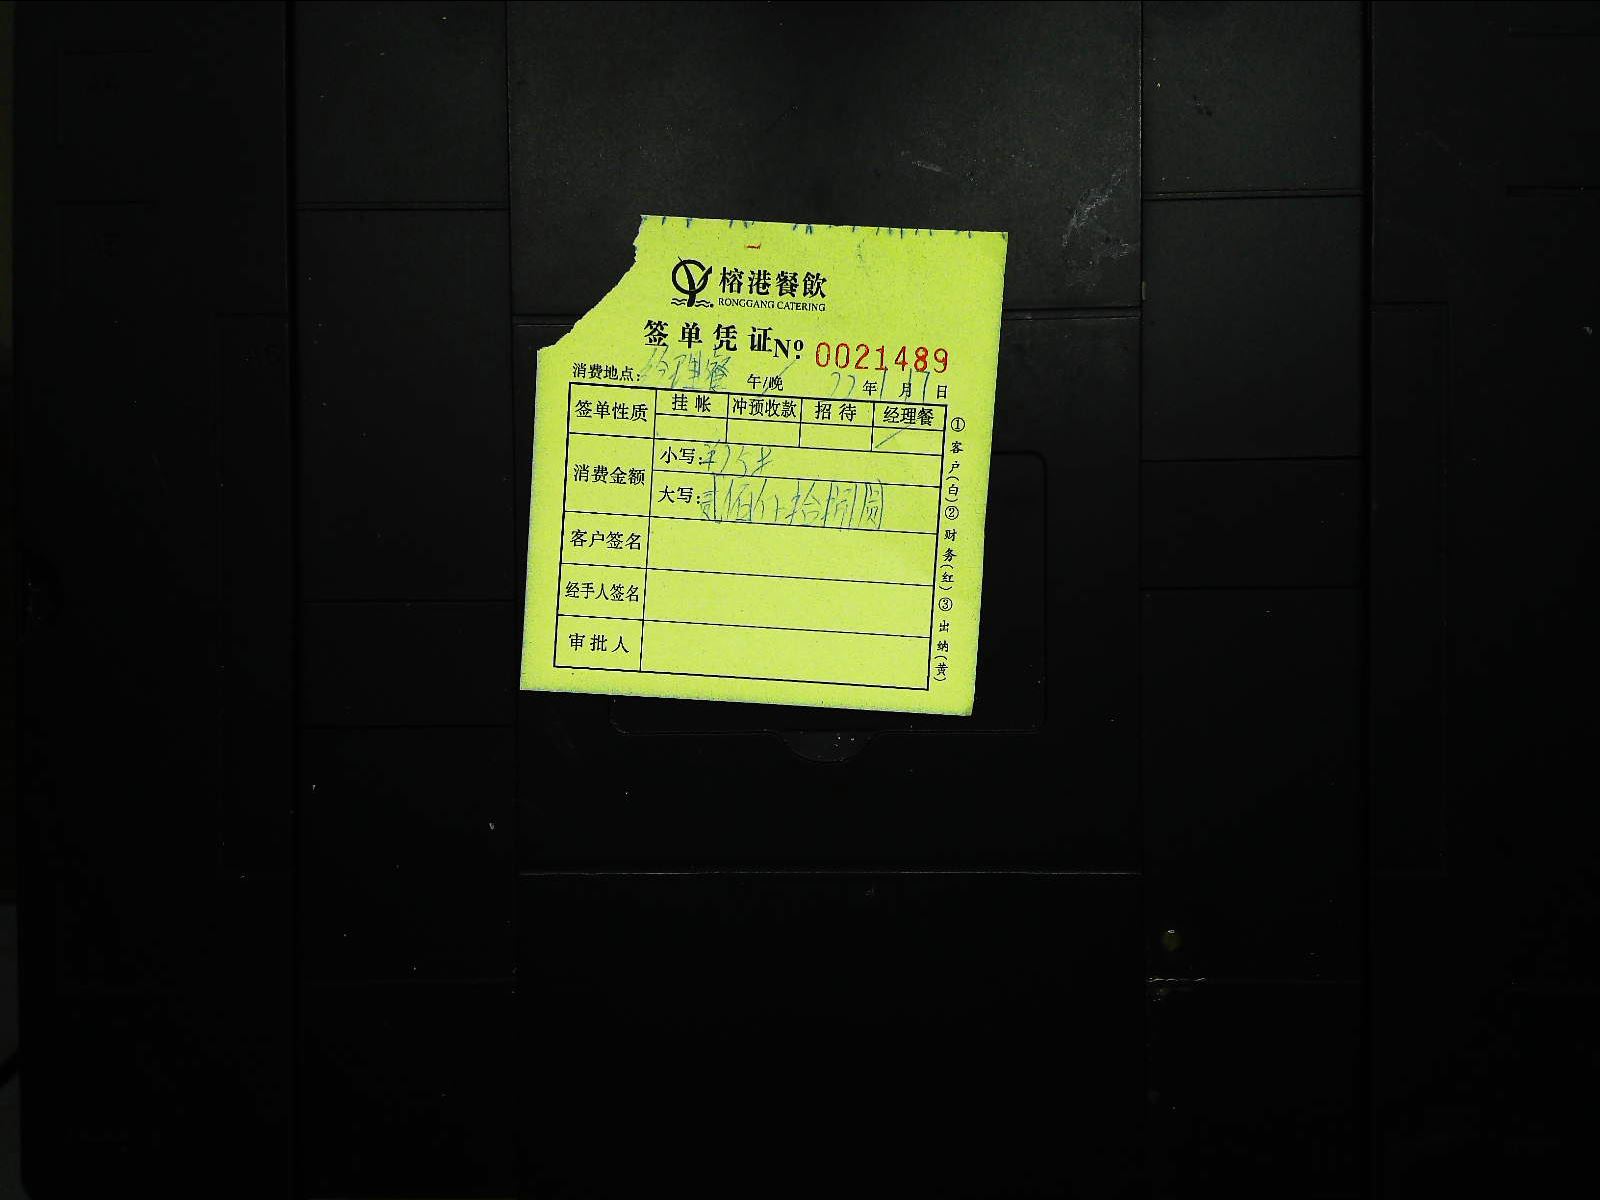 榕港餐飲
RONGGANG CATERING
签单凭证 Nº 0021489
消费地点：经理餐 午/晚 22年1月17日
签单性质 挂帐 冲预收款 招待 经理餐
消费金额 小写：
大写：贰佰 拾 圆
客户签名
经手人签名
审批人
①客户(白)②财务(红)③出纳(黄)